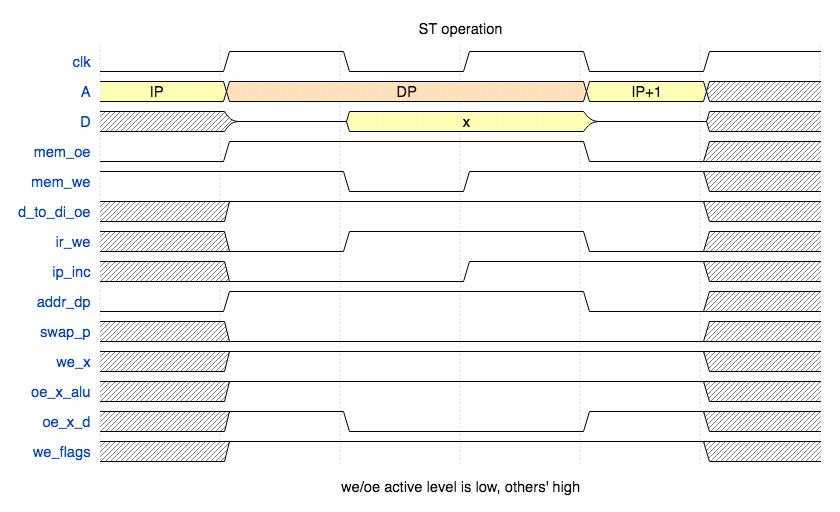 ST operation
clk
A IP DP IP+1
D x
mem_oe
mem_we
d_to_di_oe
ir_we
ip_inc
addr_dp
swap_p
we_x
oe_x_alu
oe_x_d
we_flags
we/oe active level is low, others' high